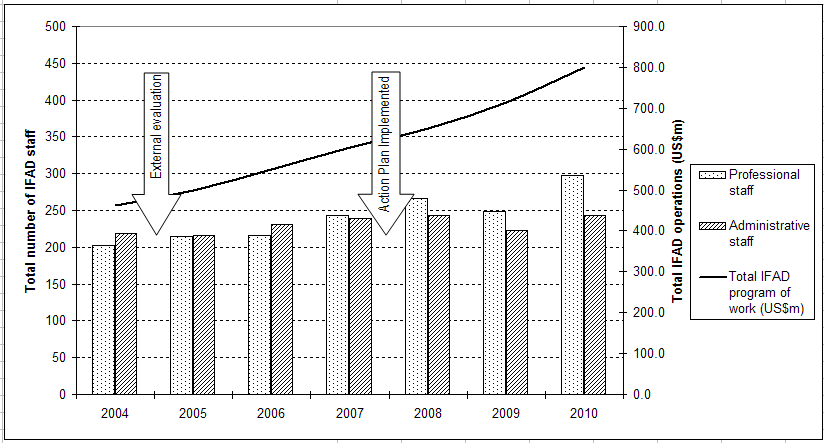 500
450
400
350
300
250
200
150
100
50
0
Total number of IFAD staff
External evaluation
Action Plan Implemented
900.0
800.0
700.0
600.0
500.0
400.0
300.0
200.0
100.0
0.0
Total IFAD operations (US$m)
2004
2005
2006
2007
2008
2009
2010
Professional
staff
Administrative
staff
Total IFAD
program of
work (US$m)